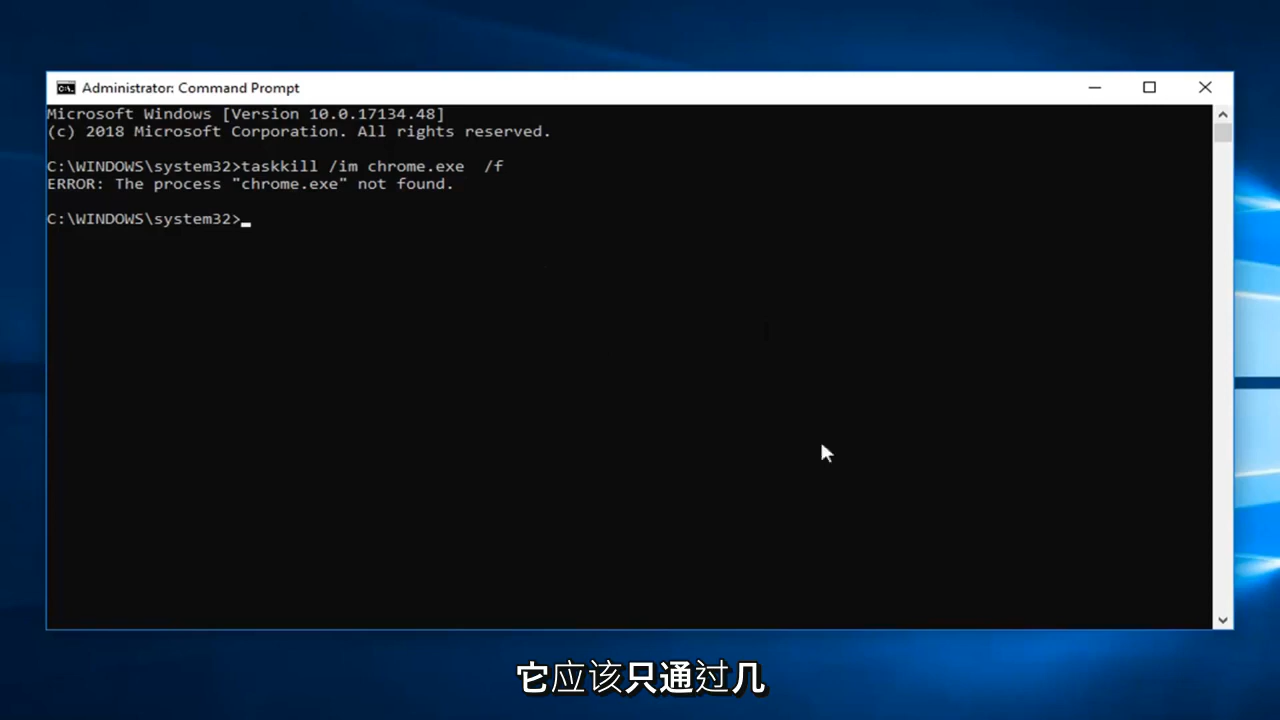 Administrator: Command Prompt
Microsoft Windows [Version 10.0.17134.48]
(c) 2018 Microsoft Corporation. All rights reserved.
C:\WINDOWS\system32>taskkill /im chrome.exe  /f
ERROR: The process "chrome.exe" not found.
C:\WINDOWS\system32>
它应该只通过几